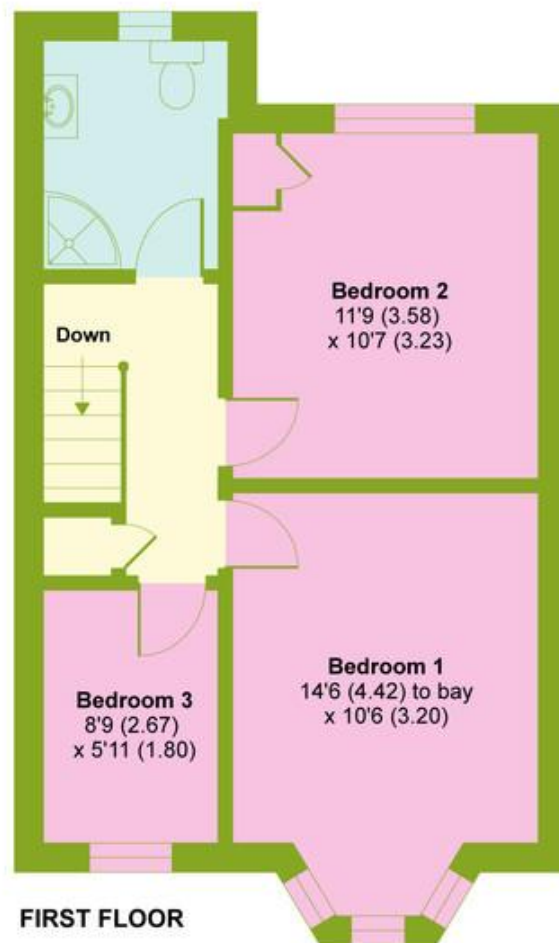 Down
Bedroom 2
11'9 (3.58)
x 10'7 (3.23)
Bedroom 1
14'6 (4.42) to bay
x 10'6 (3.20)
Bedroom 3
8'9 (2.67)
x 5'11 (1.80)
FIRST FLOOR